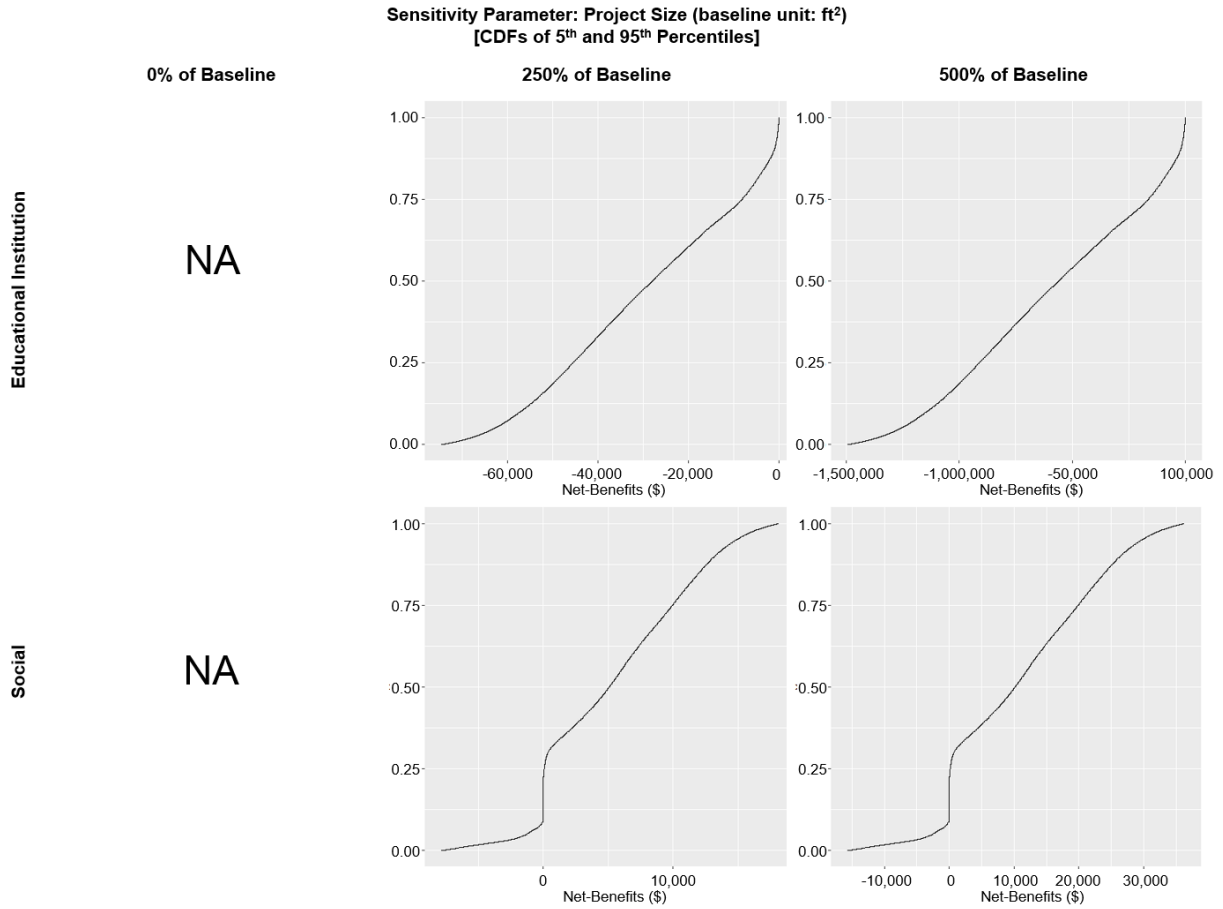 Sensitivity Parameter: Project Size (baseline unit: ft²)
[CDFs of 5th and 95th Percentiles]
0% of Baseline
250% of Baseline
500% of Baseline
Educational Institution
NA
1.00
0.75
0.50
0.25
0.00
-60,000 -40,000 -20,000 0
Net-Benefits ($)
1.00
0.75
0.50
0.25
0.00
-1,500,000 -1,000,000 -50,000 100,000
Net-Benefits ($)
Social
NA
1.00
0.75
:0.50
0.25
0.00
0 10,000
Net-Benefits ($)
1.00
0.75
:0.50
0.25
0.00
-10,000 0 10,000 20,000 30,000
Net-Benefits ($)